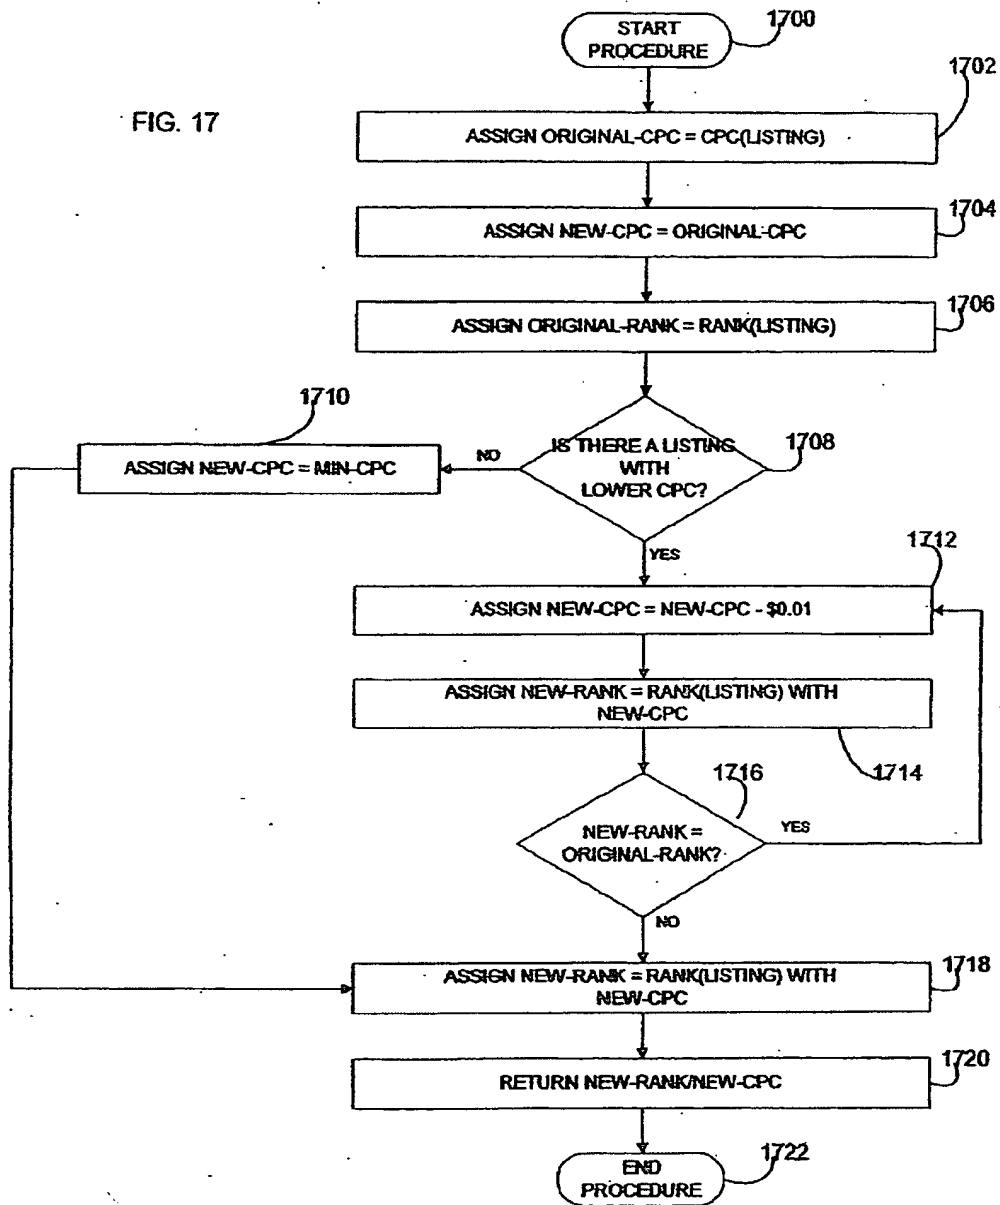 START
PROCEDURE
1700
1702
FIG. 17
ASSIGN ORIGINAL-CPC = CPC(LISTING)
1704
ASSIGN NEW-CPC = ORIGINAL-CPC
1706
ASSIGN ORIGINAL-RANK = RANK(LISTING)
1710
ASSIGN NEW-CPC = MIN-CPC
NO
IS THERE A LISTING
WITH
LOWER CPC?
1708
YES
1712
ASSIGN NEW-CPC = NEW-CPC - $0.01
ASSIGN NEW-RANK = RANK(LISTING) WITH
NEW-CPC
1714
1716
NEW-RANK =
ORIGINAL-RANK?
YES
NO
1718
ASSIGN NEW-RANK = RANK(LISTING) WITH
NEW-CPC
1720
RETURN NEW-RANK/NEW-CPC
1722
END
PROCEDURE